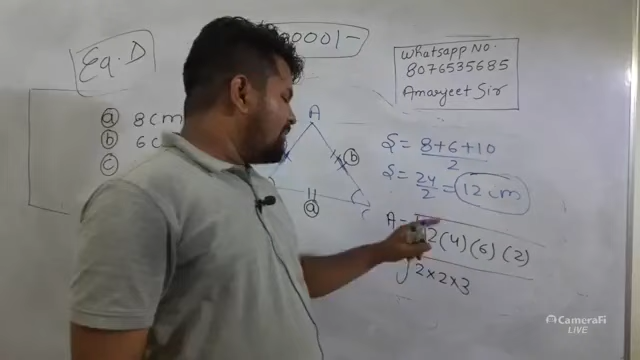 Eq. D
0001-
Whatsapp No.
8076535685
Amarjeet Sir
a 8cm
b 6c
c
A
b
a
C
S = 8+6+10
2
S = 24 = 12 cm
2
A = 12(4)(6)(2)
2×2×3
CameraFi
LIVE